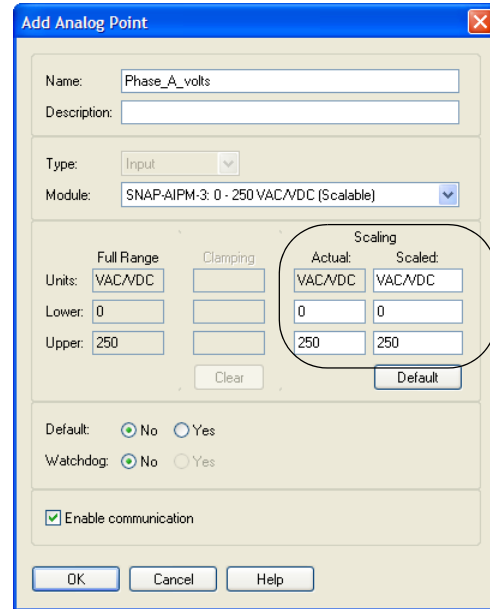 Add Analog Point
Name: Phase_A_volts
Description:
Type: Input
Module: SNAP-AIPM-3: 0 - 250 VAC/VDC (Scalable)
Scaling
Full Range Clamping Actual: Scaled:
Units: VAC/VDC VAC/VDC VAC/VDC
Lower: 0 0 0
Upper: 250 250 250
Clear Default
Default: No Yes
Watchdog: No Yes
Enable communication
OK Cancel Help